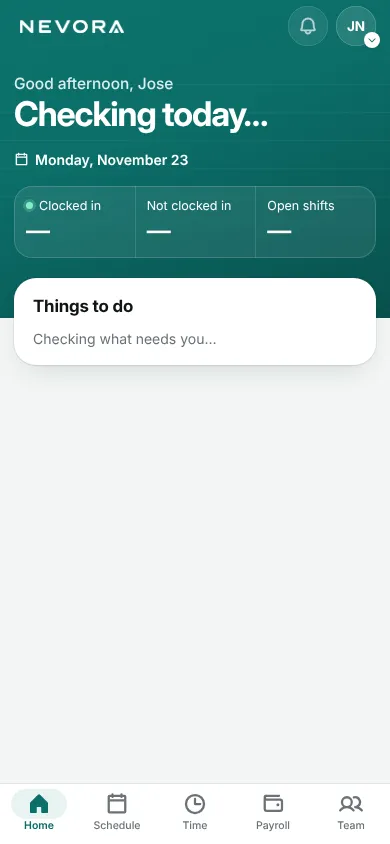 NEVORA
JN
Good afternoon, Jose
Checking today...
Monday, November 23
Clocked in
Not clocked in
Open shifts
—
—
—
Things to do
Checking what needs you...
Home
Schedule
Time
Payroll
Team